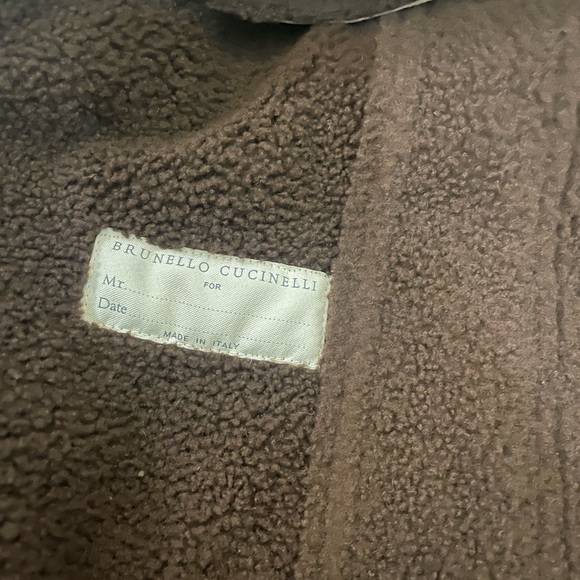 BRUNELLO CUCINELLI
FOR
Mr.
Date
MADE IN ITALY